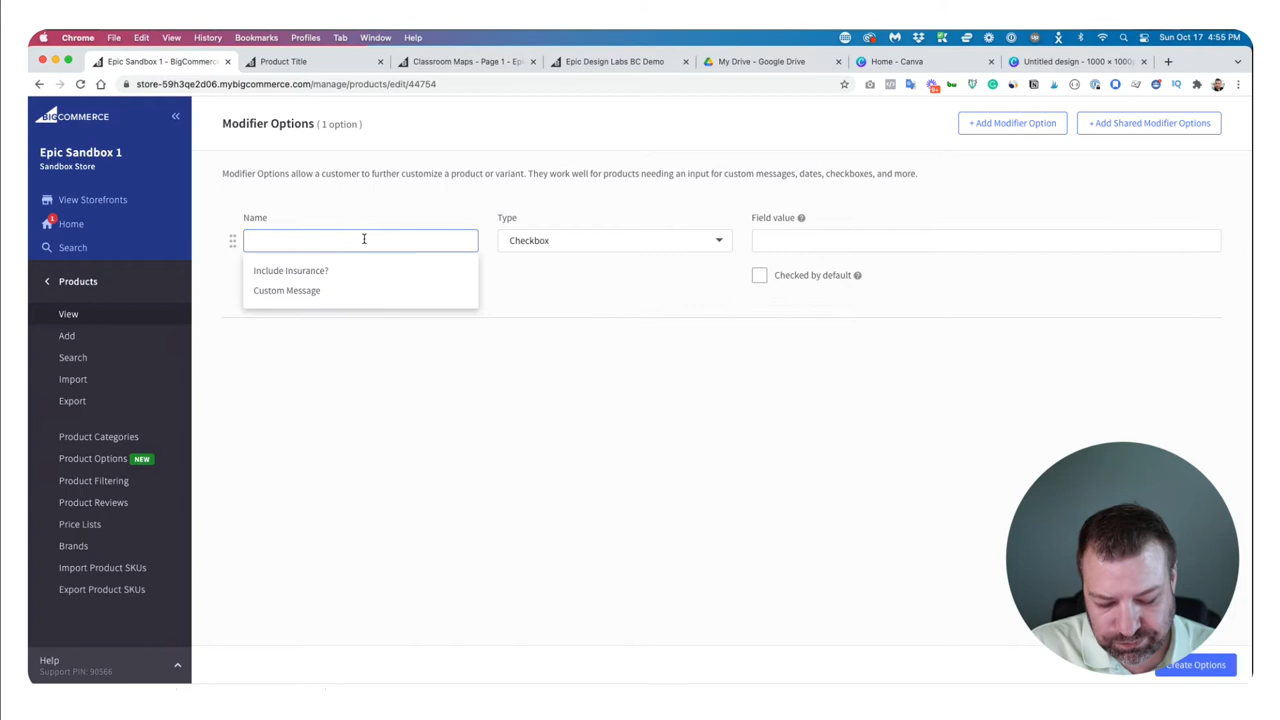 Chrome File Edit View History Bookmarks Profiles Tab Window Help
Sun Oct 17 4:55 PM
Epic Sandbox 1 - BigCommerce
Product Title
Classroom Maps - Page 1 - Epi
Epic Design Labs BC Demo
My Drive - Google Drive
Home - Canva
Untitled design - 1000 × 1000p
store-59h3qe2d06.mybigcommerce.com/manage/products/edit/44754
BIGCOMMERCE
Epic Sandbox 1
Sandbox Store
View Storefronts
1
Home
Search
Products
View
Add
Search
Import
Export
Product Categories
Product Options NEW
Product Filtering
Product Reviews
Price Lists
Brands
Import Product SKUs
Export Product SKUs
Help
Support PIN: 90566
Modifier Options ( 1 option )
+ Add Modifier Option
+ Add Shared Modifier Options
Modifier Options allow a customer to further customize a product or variant. They work well for products needing an input for custom messages, dates, checkboxes, and more.
Name
Type
Field value
Checkbox
Include Insurance?
Custom Message
Checked by default
Create Options